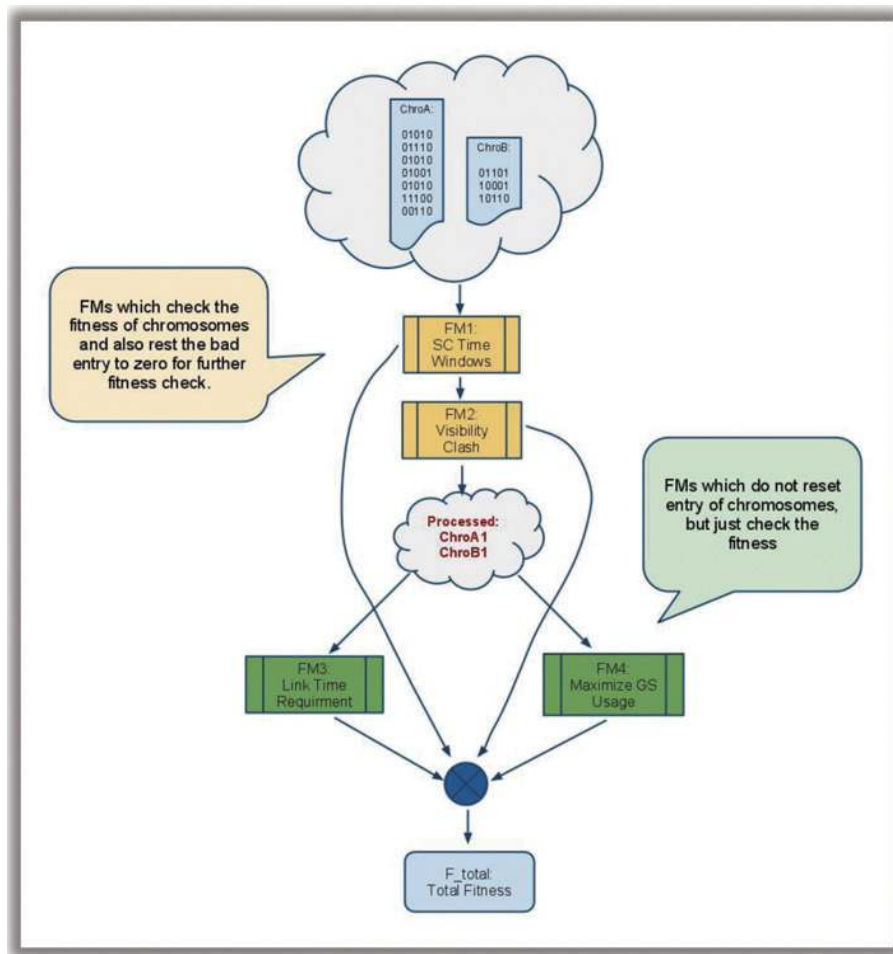 ChroA:
01010
01110
01010
01001
01010
11100
00110
ChroB:
01101
10001
10110
FMs which check the
fitness of chromosomes
and also rest the bad
entry to zero for further
fitness check.
FM1:
SC Time
Windows
FM2:
Visibility
Clash
FMs which do not reset
entry of chromosomes,
but just check the
fitness
Processed:
ChroA1
ChroB1
FM3:
Link Time
Requirment
FM4:
Maximize GS
Usage
F_total:
Total Fitness